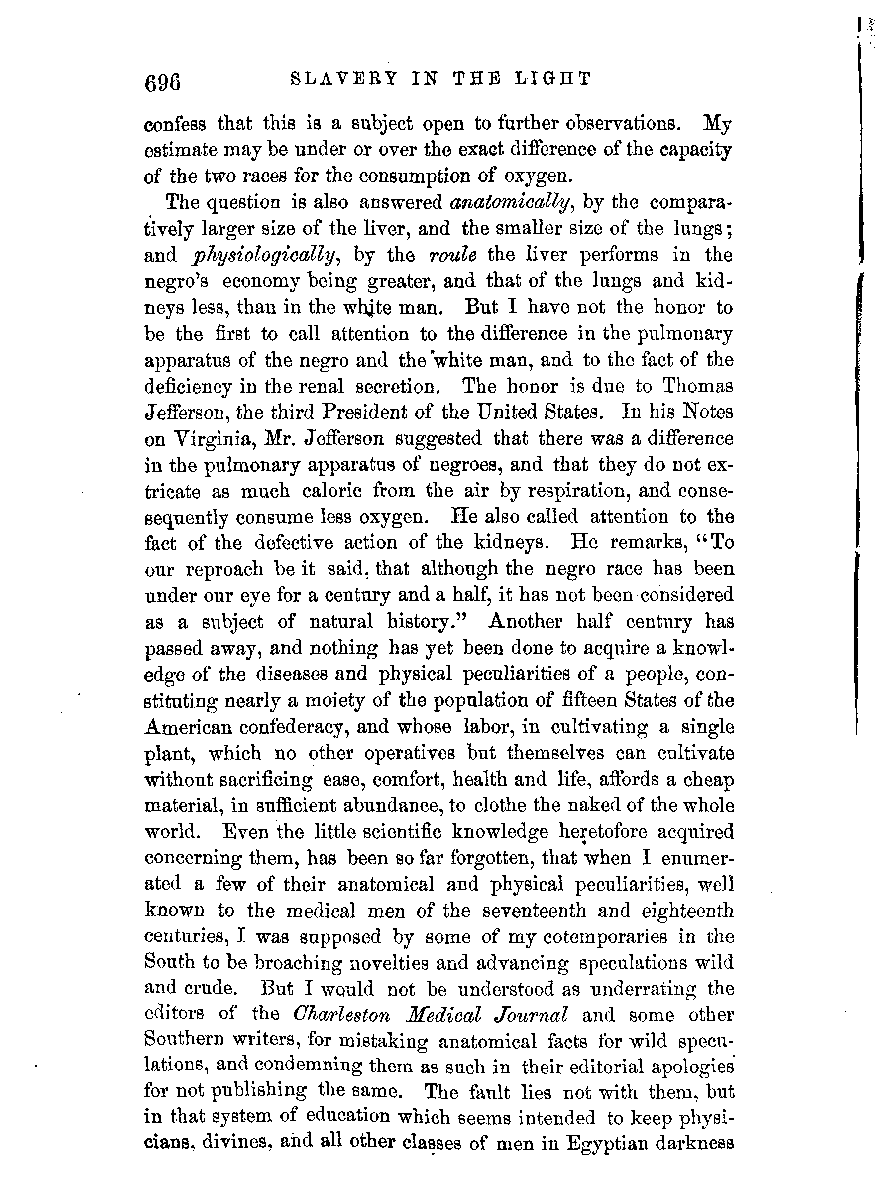 696 SLAVERY IN THE LIGHT
confess that this is a subject open to further observations. My
estimate may be under or over the exact difference of the capacity
of the two races for the consumption of oxygen.
The question is also answered anatomically, by the compara-
tively larger size of the liver, and the smaller size of the lungs;
and physiologically, by the roule the liver performs in the
negro's economy being greater, and that of the lungs and kid-
neys less, than in the white man. But I have not the honor to
be the first to call attention to the difference in the pulmonary
apparatus of the negro and the white man, and to the fact of the
deficiency in the renal secretion. The honor is due to Thomas
Jefferson, the third President of the United States. In his Notes
on Virginia, Mr. Jefferson suggested that there was a difference
in the pulmonary apparatus of negroes, and that they do not ex-
tricate as much caloric from the air by respiration, and conse-
sequently consume less oxygen. He also called attention to the
fact of the defective action of the kidneys. He remarks, "To
our reproach be it said, that although the negro race has been
under our eye for a century and a half, it has not been considered
as a subject of natural history." Another half century has
passed away, and nothing has yet been done to acquire a knowl-
edge of the diseases and physical peculiarities of a people, con-
stituting nearly a moiety of the population of fifteen States of the
American confederacy, and whose labor, in cultivating a single
plant, which no other operatives but themselves can cultivate
without sacrificing ease, comfort, health and life, affords a cheap
material, in sufficient abundance, to clothe the naked of the whole
world. Even the little scientific knowledge heretofore acquired
concerning them, has been so far forgotten, that when I enumer-
ated a few of their anatomical and physical peculiarities, well
known to the medical men of the seventeenth and eighteenth
centuries, I was supposed by some of my cotemporaries in the
South to be broaching novelties and advancing speculations wild
and crude. But I would not be understood as underrating the
editors of the Charleston Medical Journal and some other
Southern writers, for mistaking anatomical facts for wild specu-
lations, and condemning them as such in their editorial apologies
for not publishing the same. The fault lies not with them, but
in that system of education which seems intended to keep physi-
cians, divines, and all other classes of men in Egyptian darkness